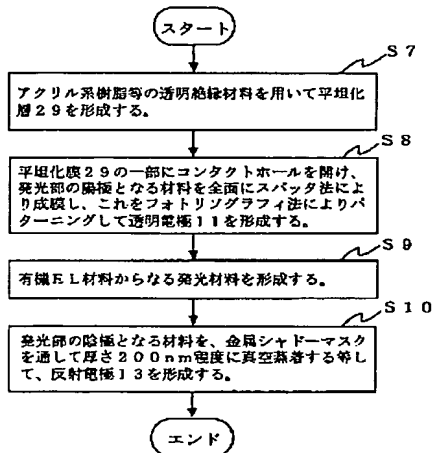 スタート
S7
アクリル系樹脂等の透明絶縁材料を用いて平坦化
層29を形成する。
S8
平坦化膜29の一部にコンタクトホールを開け、
発光部の陽極となる材料を全面にスパッタ法によ
り成膜し、これをフォトリソグラフィ法によりパ
ターニングして透明電極11を形成する。
S9
有機EL材料からなる発光材料を形成する。
S10
発光部の陰極となる材料を、金属シャドーマスク
を通して厚さ200nm程度に真空蒸着する等し
て、反射電極13を形成する。
エンド